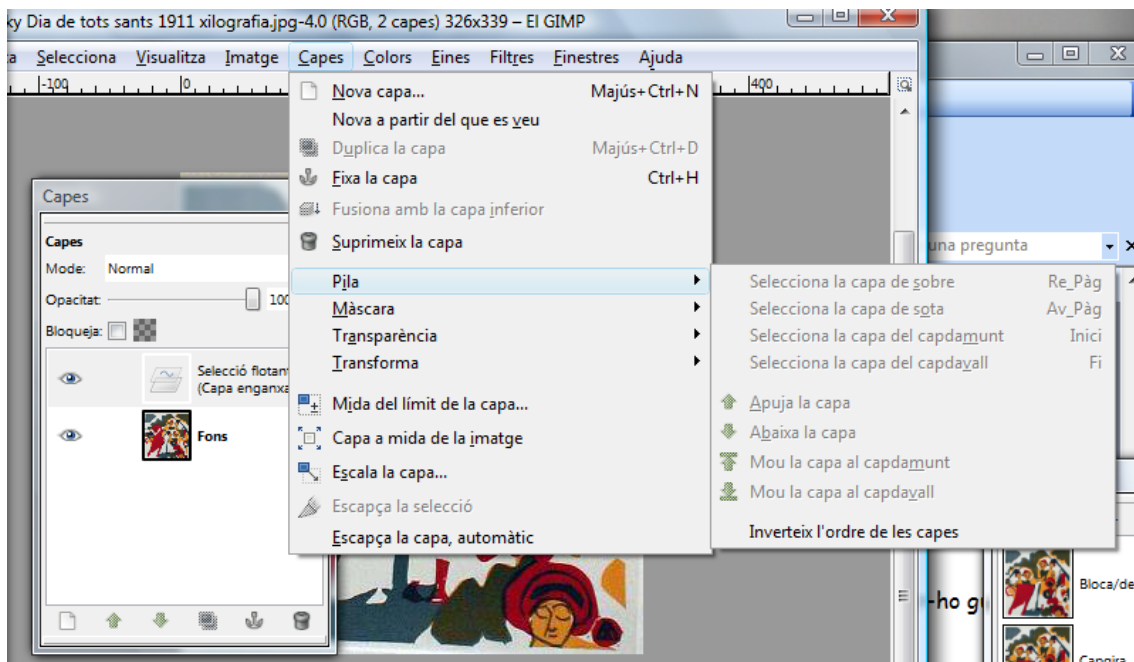 ky Dia de tots sants 1911 xilografia.jpg-4.0 (RGB, 2 capes) 326x339 – El GIMP
a Selecciona Visualitza Imatge Capes Colors Eines Filtres Finestres Ajuda
-100 0 400
Nova capa... Majús+Ctrl+N
Nova a partir del que es veu
Duplica la capa Majús+Ctrl+D
Fixa la capa Ctrl+H
Fusiona amb la capa inferior
Suprimeix la capa
Pila
Màscara
Transparència
Transforma
Mida del límit de la capa...
Capa a mida de la imatge
Escala la capa...
Escapça la selecció
Escapça la capa, automàtic
Selecciona la capa de sobre Re_Pàg
Selecciona la capa de sota Av_Pàg
Selecciona la capa del capdamunt Inici
Selecciona la capa del capdavall Fi
Apuja la capa
Abaixa la capa
Mou la capa al capdamunt
Mou la capa al capdavall
Inverteix l'ordre de les capes
Capes
Capes
Mode: Normal
Opacitat: 100
Bloqueja:
Selecció flotan
(Capa enganxa
Fons
una pregunta
-ho g
Bloca/de
Capgira